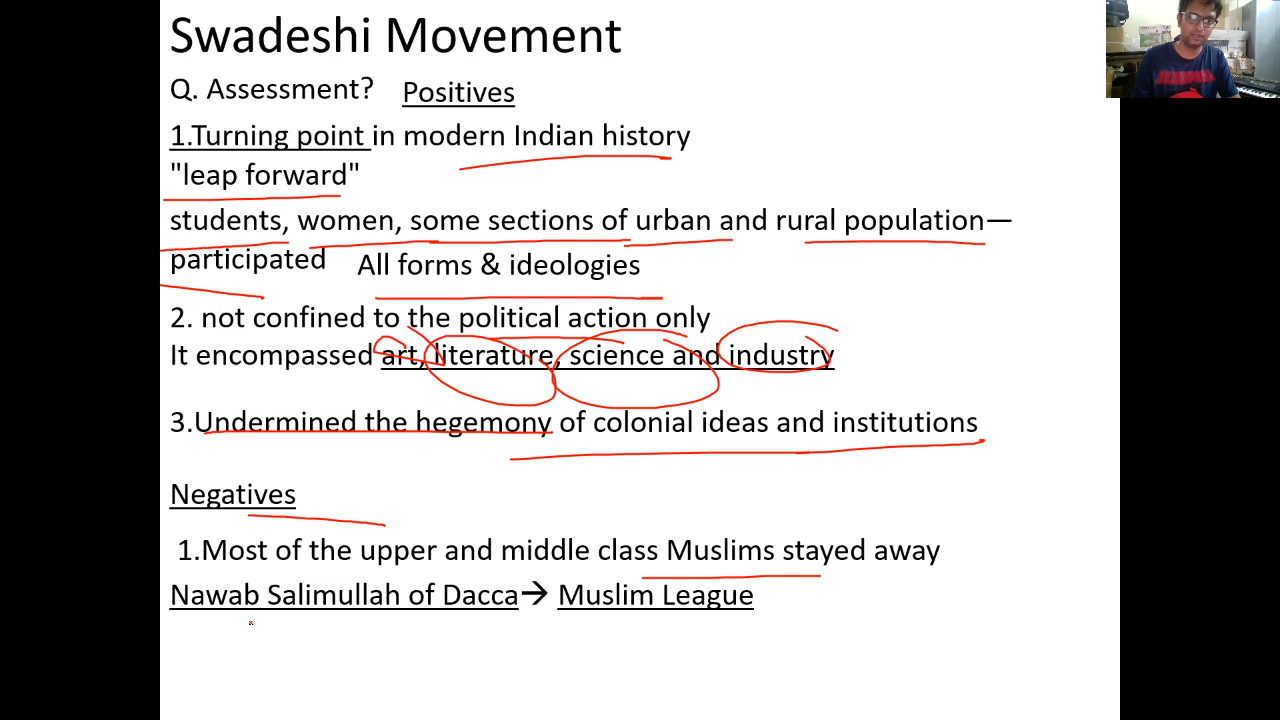 Swadeshi Movement
Q. Assessment? Positives
1.Turning point in modern Indian history
"leap forward"
students, women, some sections of urban and rural population—
participated All forms & ideologies
2. not confined to the political action only
It encompassed art, literature, science and industry
3.Undermined the hegemony of colonial ideas and institutions
Negatives
1.Most of the upper and middle class Muslims stayed away
Nawab Salimullah of Dacca→ Muslim League